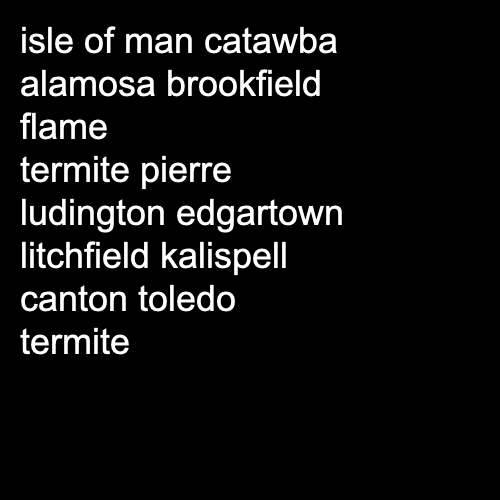 isle of man catawba
alamosa brookfield
flame
termite pierre
ludington edgartown
litchfield kalispell
canton toledo
termite